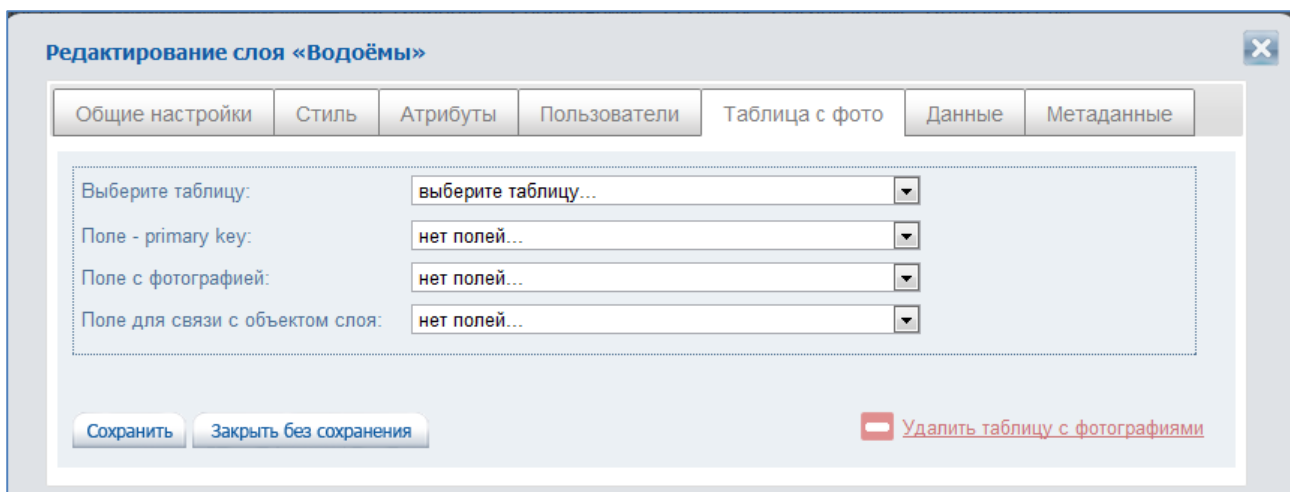 Редактирование слоя «Водоёмы»
Общие настройки Стиль Атрибуты Пользователи Таблица с фото Данные Метаданные
Выберите таблицу: выберите таблицу...
Поле - primary key: нет полей...
Поле с фотографией: нет полей...
Поле для связи с объектом слоя: нет полей...
Сохранить Закрыть без сохранения Удалить таблицу с фотографиями